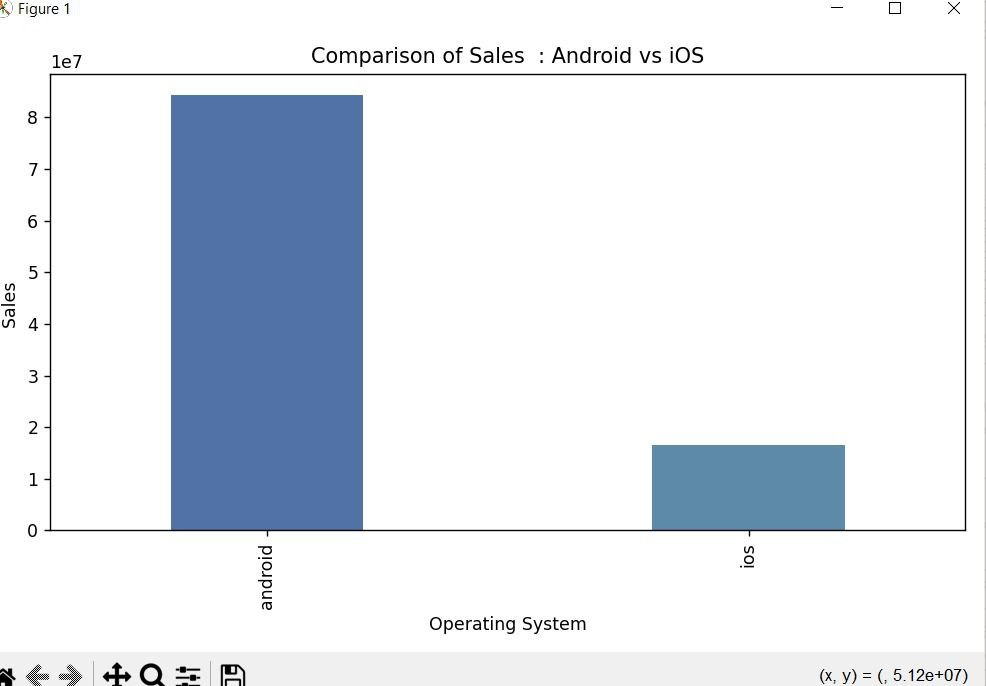 Figure 1
Comparison of Sales  : Android vs iOS
1e7
8
7
6
5
4
3
2
1
0
Sales
android
ios
Operating System
(x, y) = (, 5.12e+07)